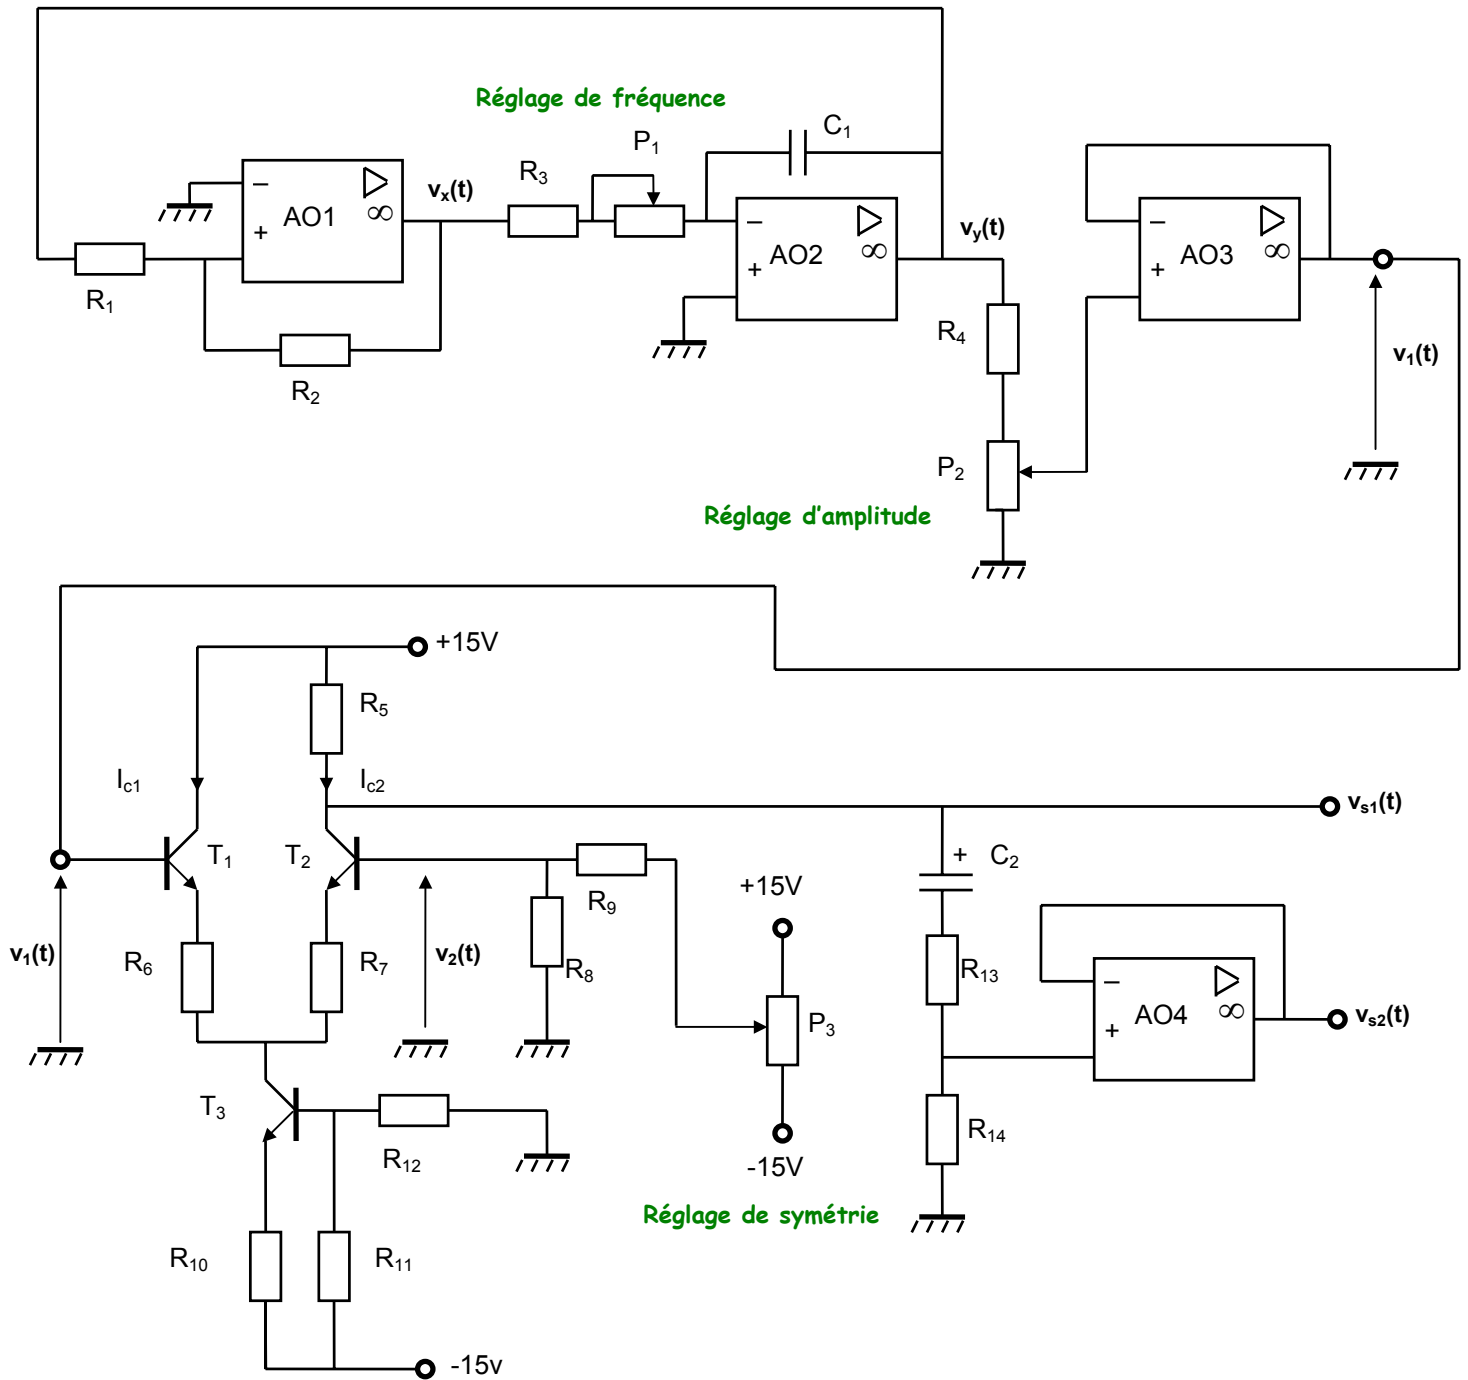 Réglage de fréquence
C1
P1
R3
vx(t)
–
AO1
∞
+
R1
R2
–
AO2
∞
+
vy(t)
R4
P2
–
AO3
∞
+
v1(t)
Réglage d'amplitude
+15V
R5
Ic1
Ic2
vs1(t)
T1
T2
+
C2
+15V
R9
v1(t)
R6
R7
v2(t)
R8
R13
–
AO4
∞
+
vs2(t)
P3
T3
R12
R14
-15V
Réglage de symétrie
R10
R11
-15v